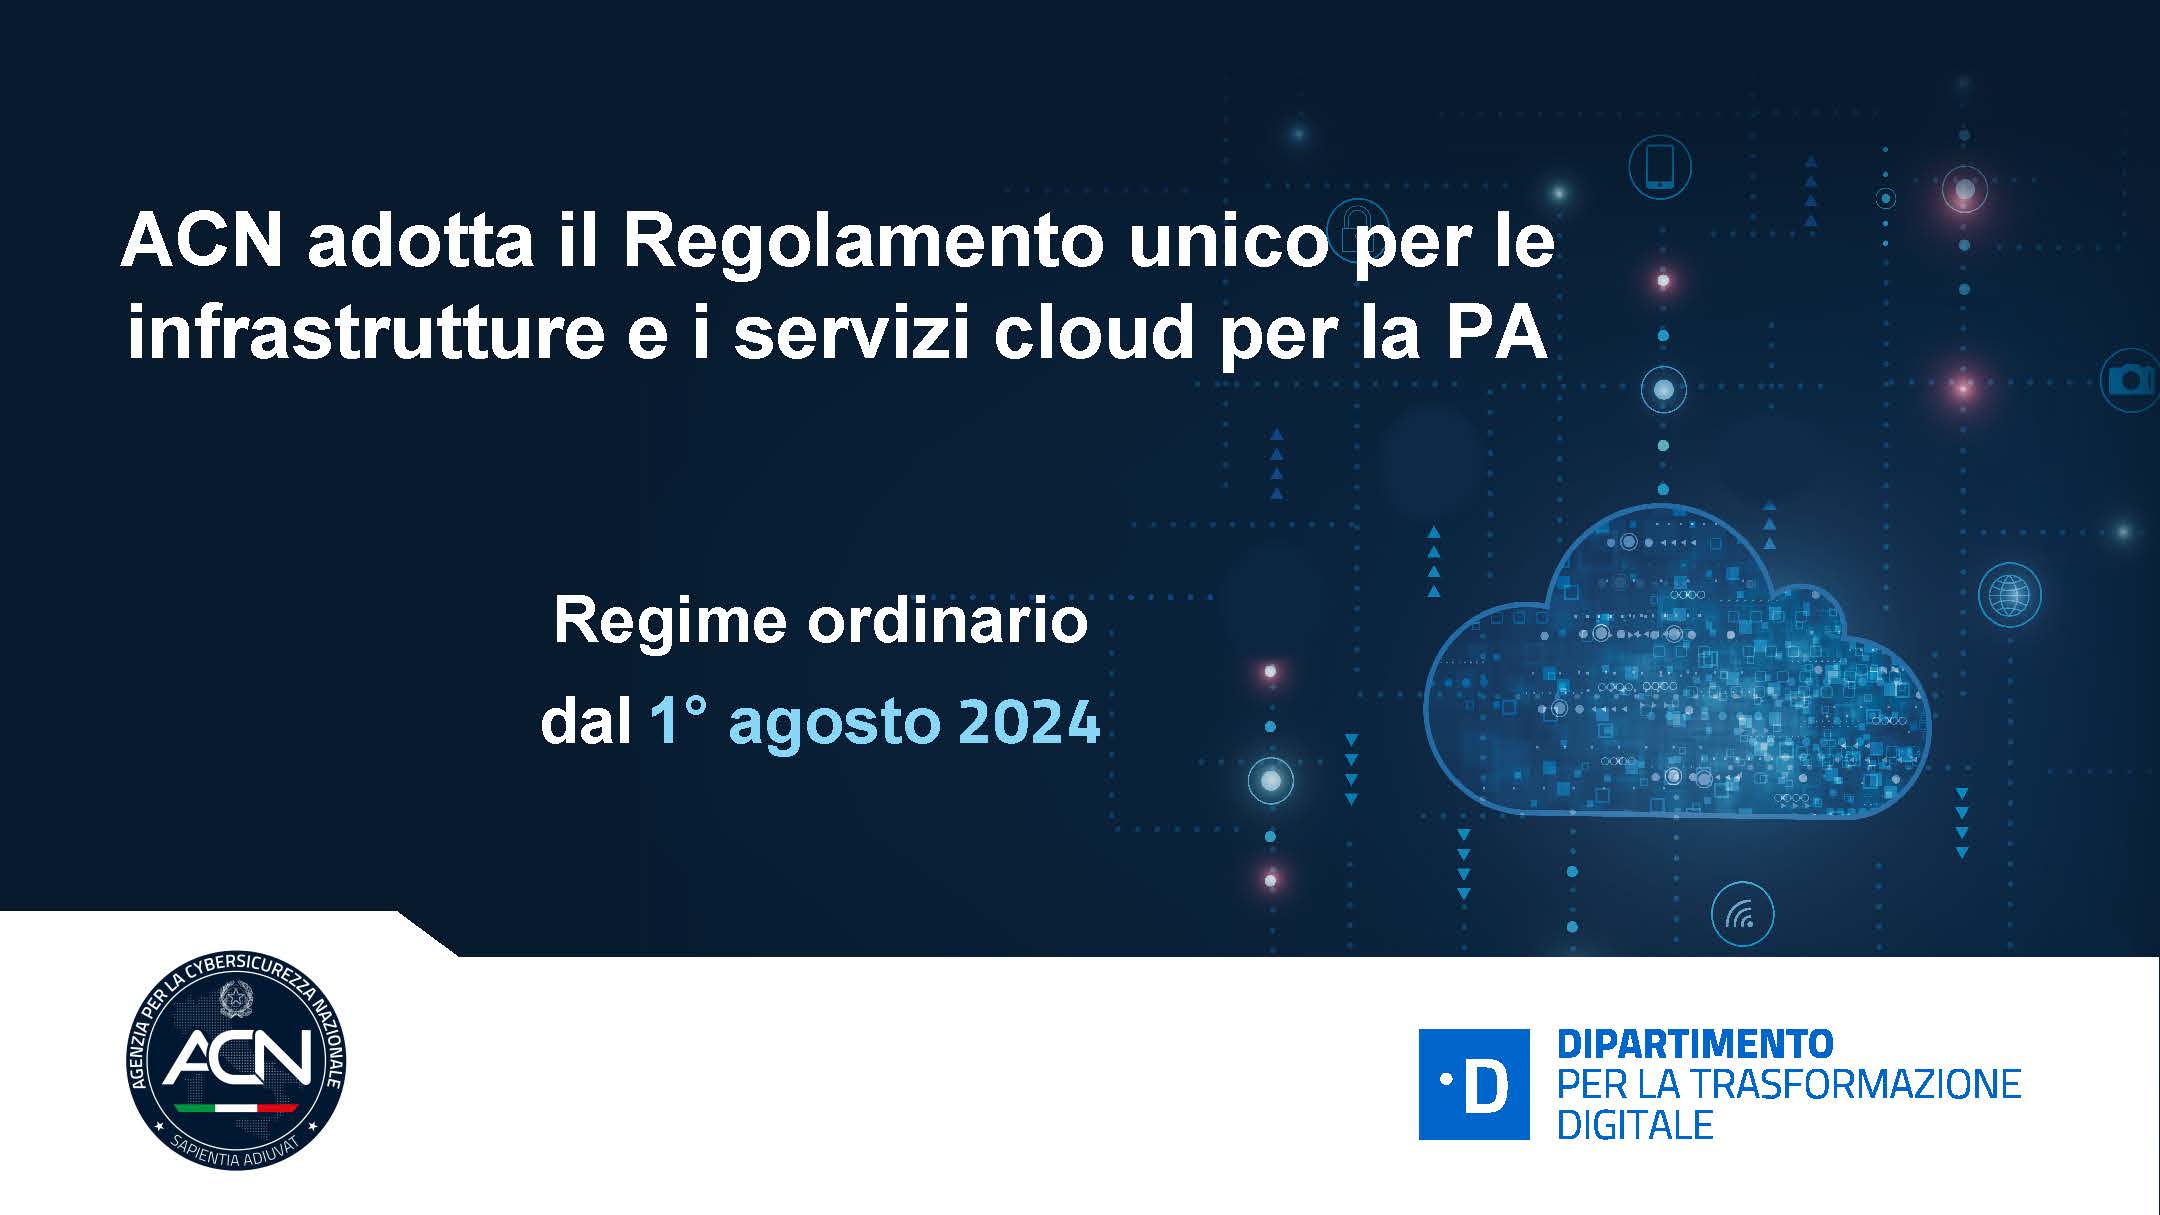 ACN adotta il Regolamento unico per le
infrastrutture e i servizi cloud per la PA
Regime ordinario
dal 1° agosto 2024
AGENZIA PER LA CYBERSICUREZZA NAZIONALE
ACN
SAPIENTIA ADIUVAT
D
DIPARTIMENTO
PER LA TRASFORMAZIONE
DIGITALE